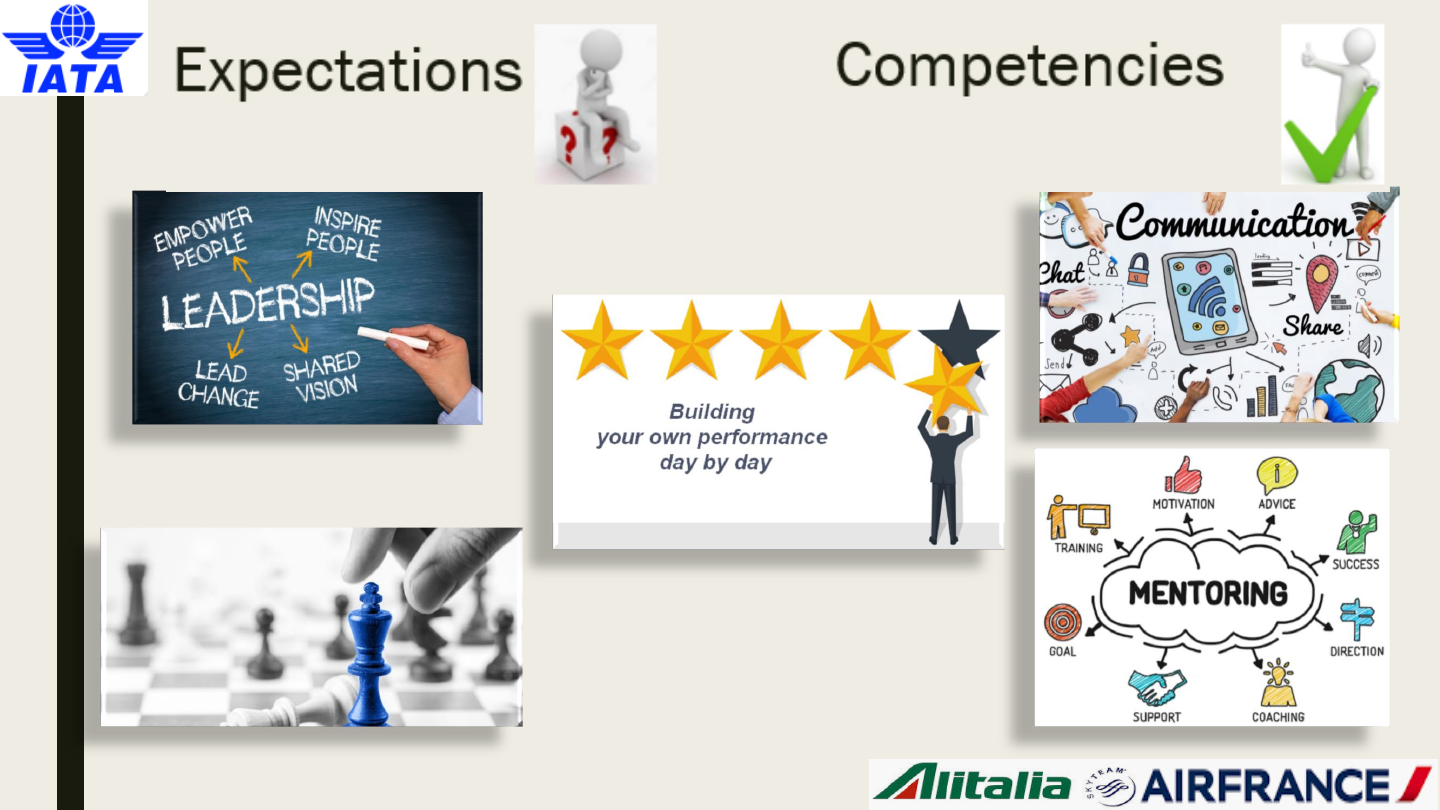 IATA
Expectations
Competencies
? ?
EMPOWER
PEOPLE
INSPIRE
PEOPLE
LEADERSHIP
LEAD
CHANGE
SHARED
VISION
Building
your own performance
day by day
Communication
Chat
Share
Send
Add
MOTIVATION
ADVICE
TRAINING
SUCCESS
MENTORING
GOAL
DIRECTION
SUPPORT
COACHING
Alitalia
SKYTEAM
AIRFRANCE